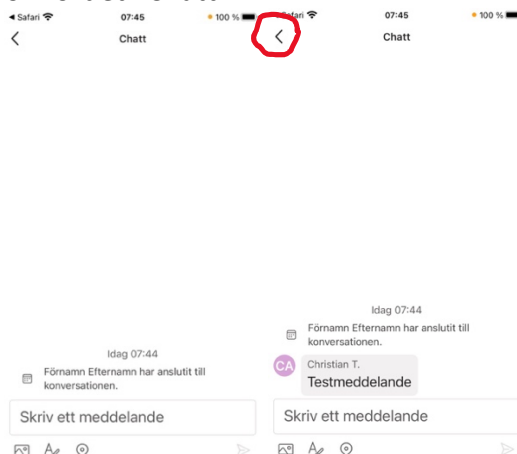 Safari 07:45 100 %
Chatt
Idag 07:44
Förnamn Efternamn har anslutit till
konversationen.
Skriv ett meddelande
07:45 100 %
Chatt
Idag 07:44
Förnamn Efternamn har anslutit till
konversationen.
CA Christian T.
Testmeddelande
Skriv ett meddelande